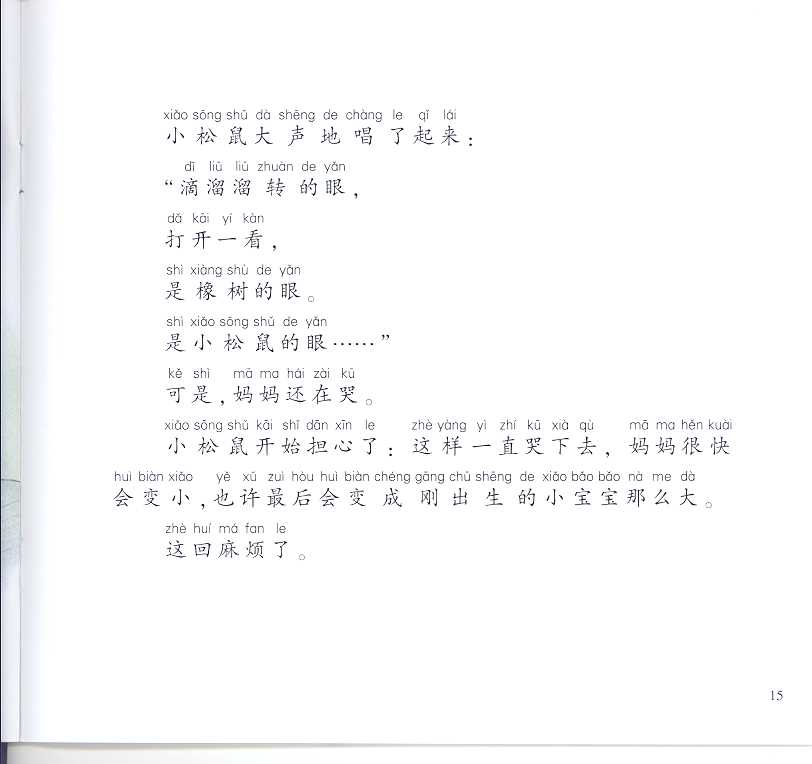 xiǎo sōng shǔ dà shēng de chàng le qǐ lái
小松鼠大声地唱了起来：
dī liū liū zhuàn de yǎn
“滴溜溜转的眼，
dǎ kāi yí kàn
打开一看，
shì xiàng shù de yǎn
是橡树的眼。
shì xiǎo sōng shǔ de yǎn
是小松鼠的眼……”
kě shì mā ma hái zài kū
可是，妈妈还在哭。
xiǎo sōng shǔ kāi shǐ dān xīn le zhè yàng yì zhí kū xià qù mā ma hěn kuài
小松鼠开始担心了：这样一直哭下去，妈妈很快
huì biàn xiǎo yě xǔ zuì hòu huì biàn chéng gāng chū shēng de xiǎo bǎo bǎo nà me dà
会变小，也许最后会变成刚出生的小宝宝那么大。
zhè huí má fan le
这回麻烦了。
15